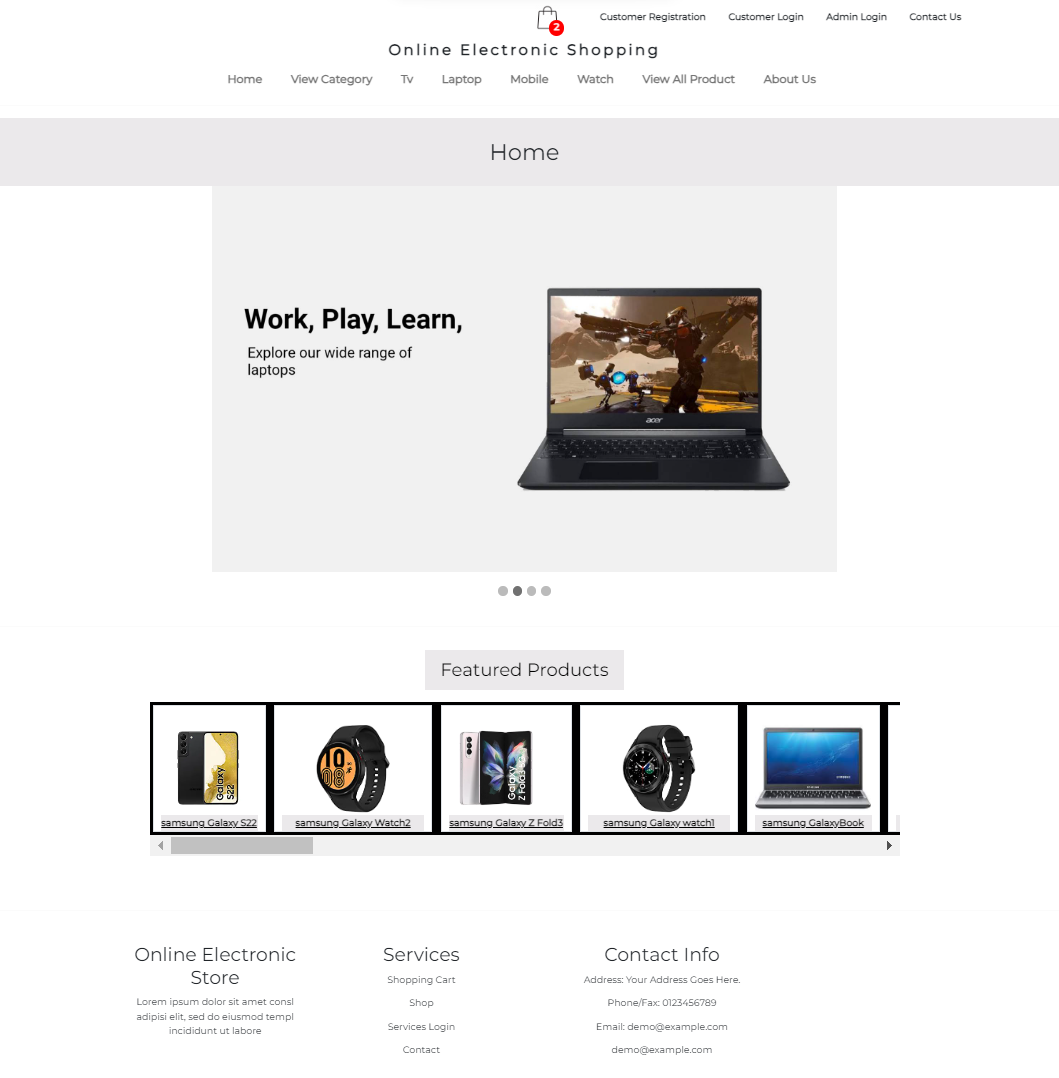 2
Customer Registration Customer Login Admin Login Contact Us
Online Electronic Shopping
Home View Category Tv Laptop Mobile Watch View All Product About Us
Home
Work, Play, Learn,
Explore our wide range of
laptops
acer
Featured Products
Galaxy S22
10
08
Galaxy Z Fold3
samsung Galaxy S22
samsung Galaxy Watch2
samsung Galaxy Z Fold3
samsung Galaxy watch1
samsung GalaxyBook
Online Electronic
Store
Lorem ipsum dolor sit amet consl
adipisi elit, sed do eiusmod templ
incididunt ut labore
Services
Shopping Cart
Shop
Services Login
Contact
Contact Info
Address: Your Address Goes Here.
Phone/Fax: 0123456789
Email: demo@example.com
demo@example.com